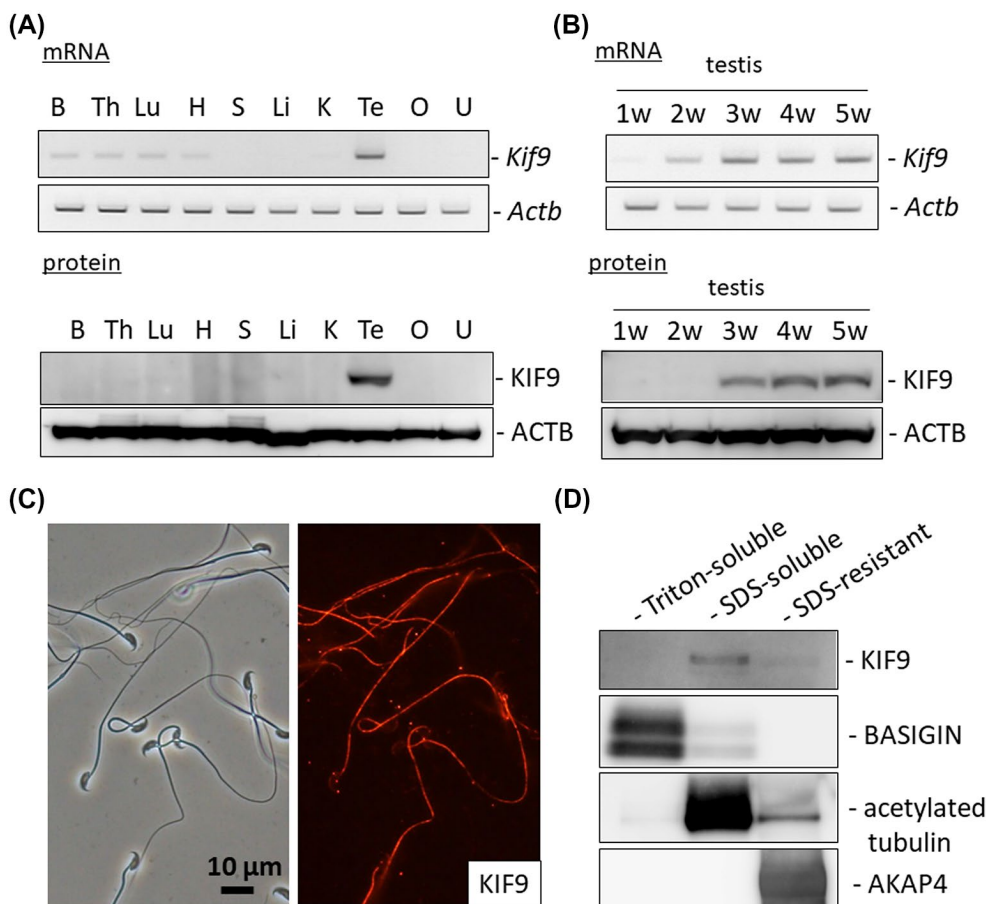 (A)
mRNA
B Th Lu H S Li K Te O U
- Kif9
- Actb
protein
B Th Lu H S Li K Te O U
- KIF9
- ACTB
(B)
mRNA
testis
1w 2w 3w 4w 5w
- Kif9
- Actb
protein
testis
1w 2w 3w 4w 5w
- KIF9
- ACTB
(C)
10 µm
KIF9
(D)
- Triton-soluble
- SDS-soluble
- SDS-resistant
- KIF9
- BASIGIN
- acetylated
tubulin
- AKAP4